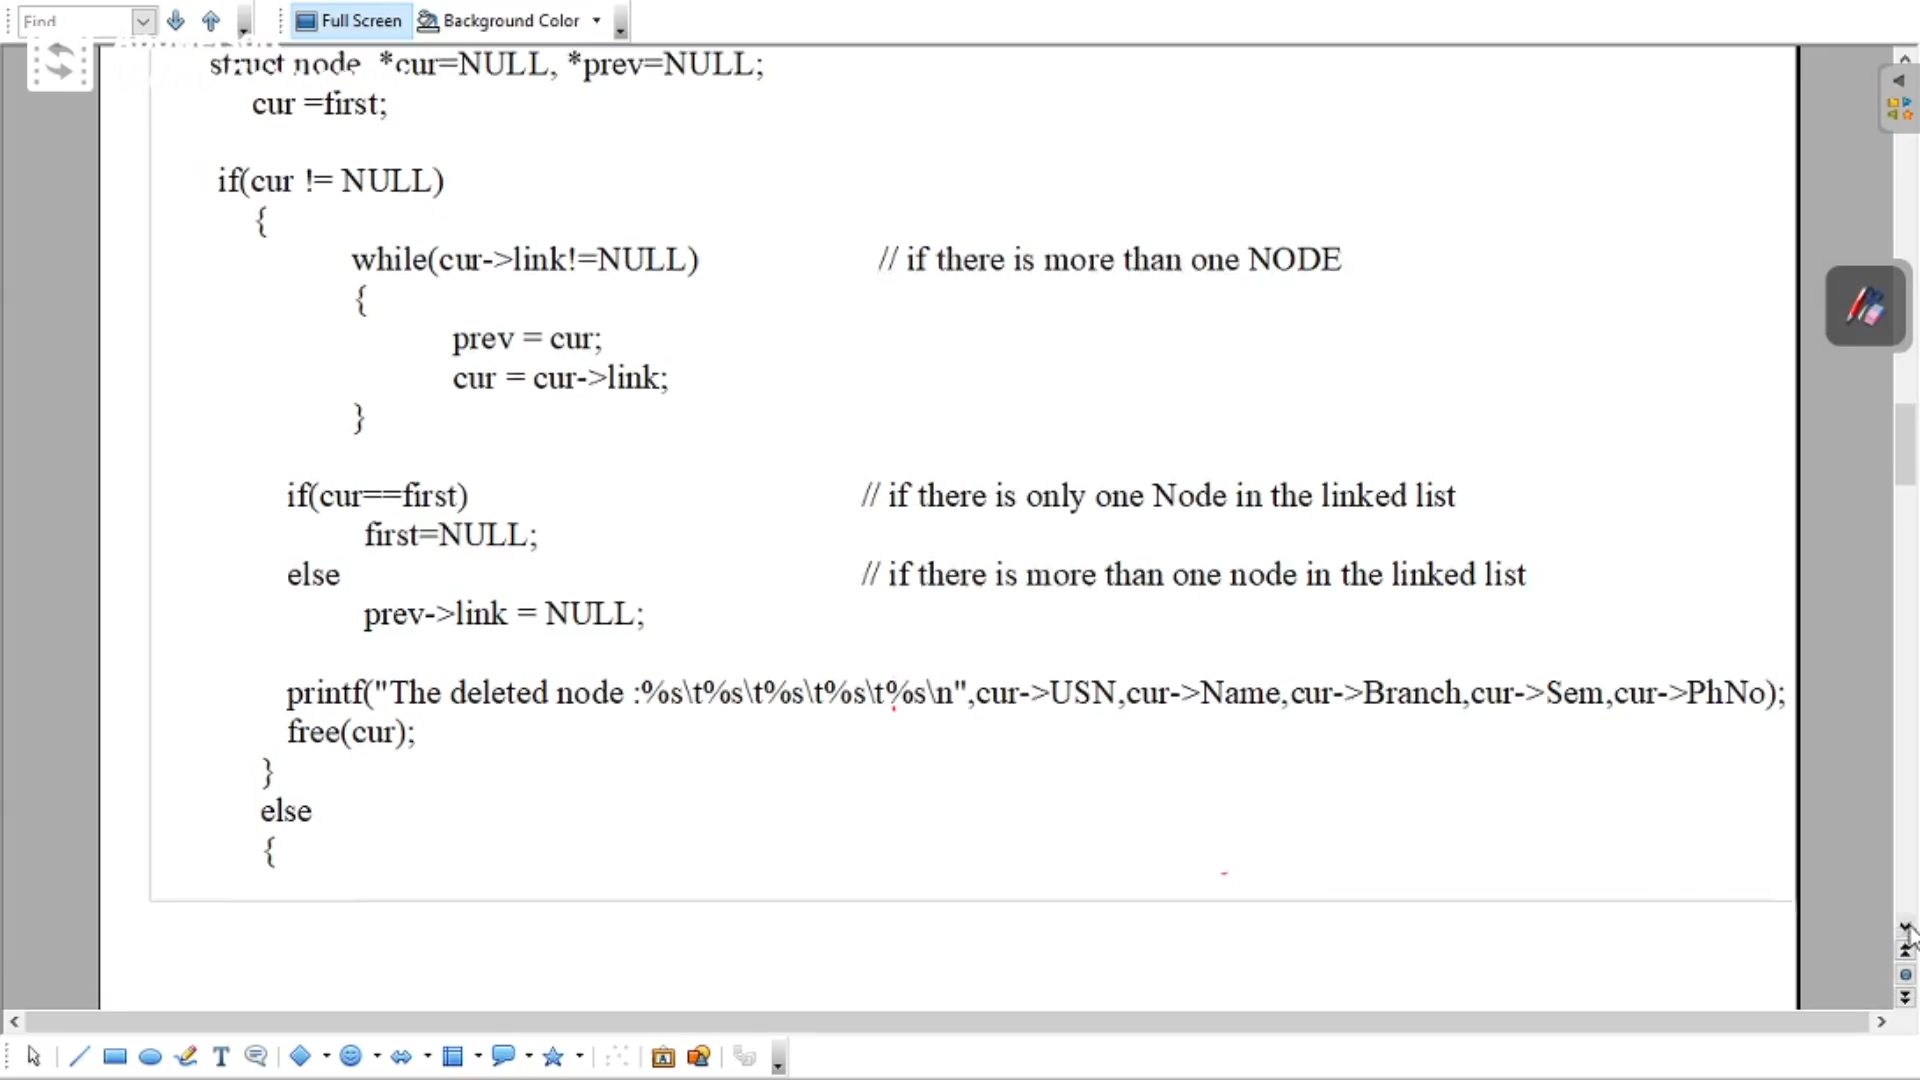 Find
Full Screen
Background Color
struct node *cur=NULL, *prev=NULL;
cur =first;
if(cur != NULL)
{
while(cur->link!=NULL) // if there is more than one NODE
{
prev = cur;
cur = cur->link;
}
if(cur==first) // if there is only one Node in the linked list
first=NULL;
else // if there is more than one node in the linked list
prev->link = NULL;
printf("The deleted node :%s\t%s\t%s\t%s\t%s\n",cur->USN,cur->Name,cur->Branch,cur->Sem,cur->PhNo);
free(cur);
}
else
{